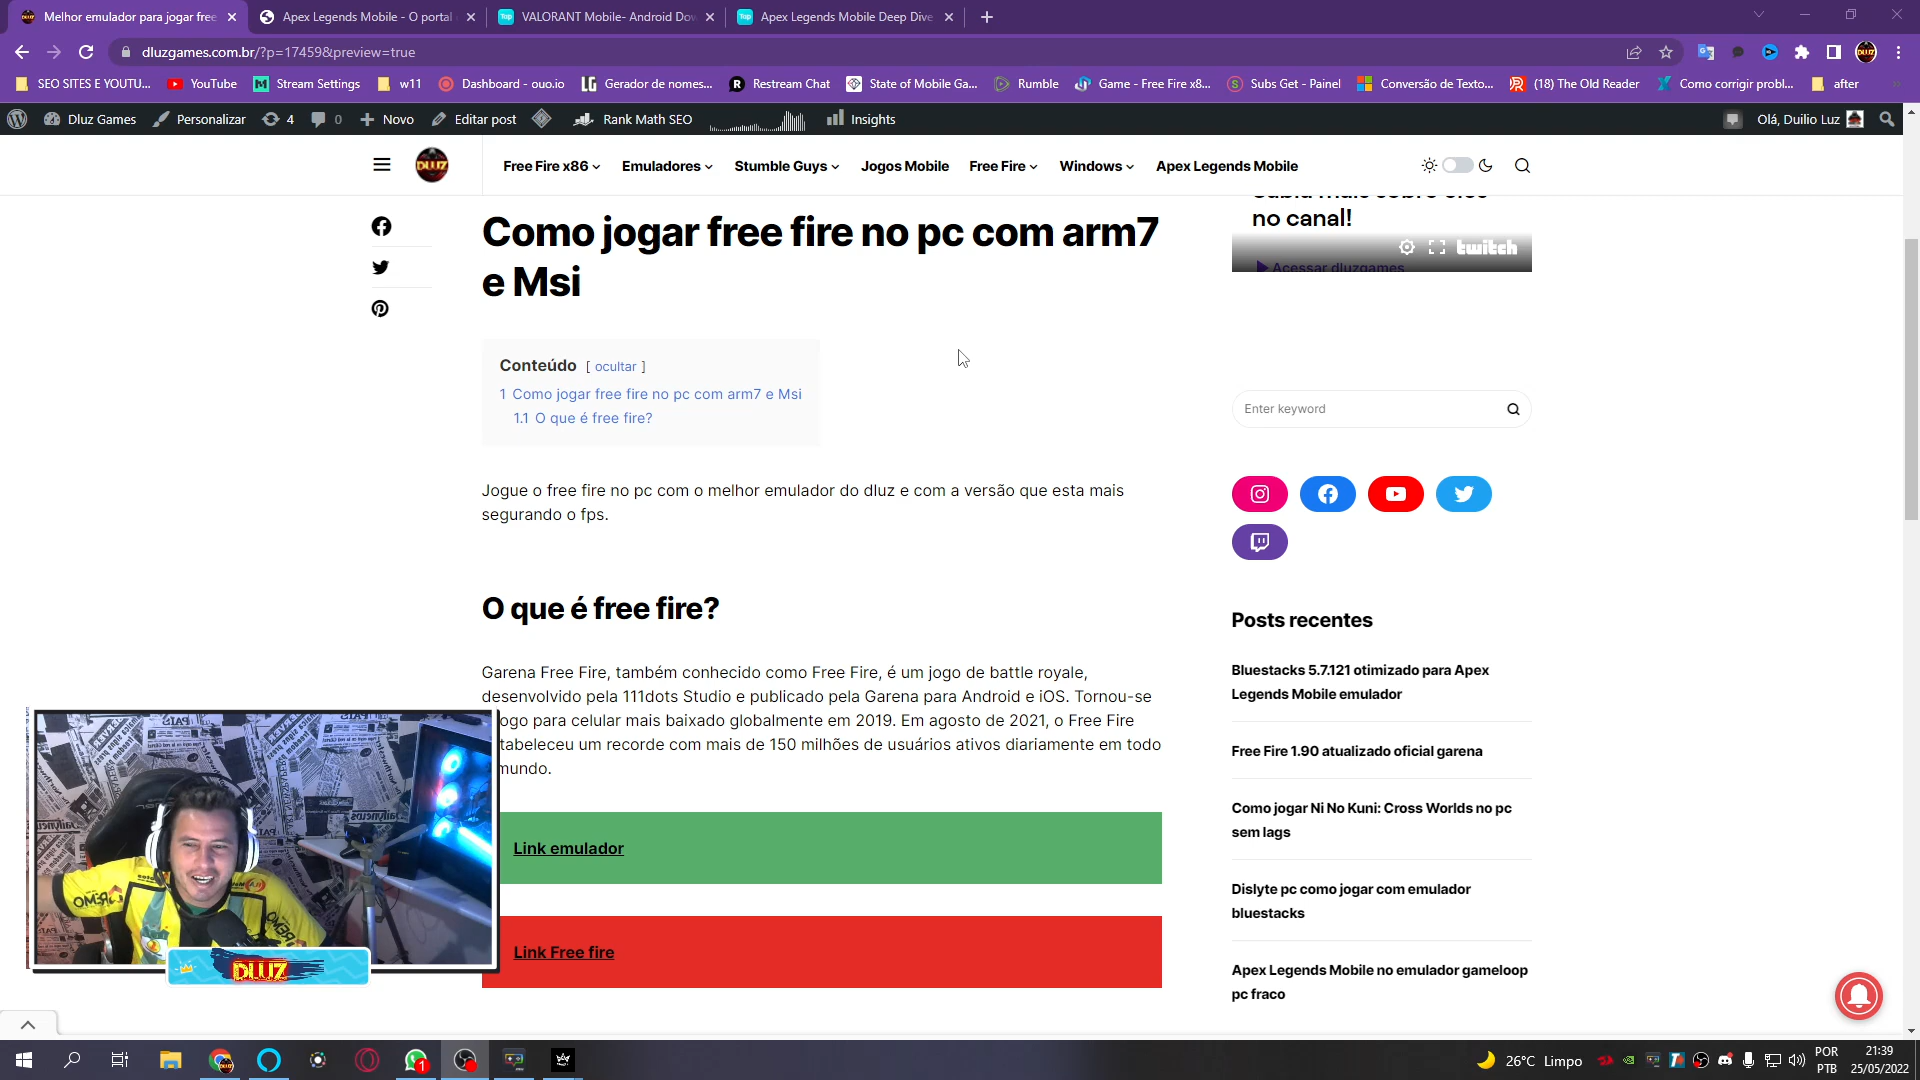 Melhor emulador para jogar free
Apex Legends Mobile - O portal
VALORANT Mobile- Android Dov
Apex Legends Mobile Deep Dive
dluzgames.com.br/?p=17459&preview=true
SEO SITES E YOUTU...
YouTube
Stream Settings
w11
Dashboard - ouo.io
Gerador de nomes...
Restream Chat
State of Mobile Ga...
Rumble
Game - Free Fire x8...
Subs Get - Painel
Conversão de Texto...
(18) The Old Reader
Como corrigir probl...
after
Dluz Games
Personalizar
4
0
Novo
Editar post
Rank Math SEO
Insights
Olá, Duilio Luz
DLUZ
Free Fire x86
Emuladores
Stumble Guys
Jogos Mobile
Free Fire
Windows
Apex Legends Mobile
Como jogar free fire no pc com arm7
e Msi
Conteúdo [ ocultar ]
1 Como jogar free fire no pc com arm7 e Msi
1.1 O que é free fire?
Jogue o free fire no pc com o melhor emulador do dluz e com a versão que esta mais
segurando o fps.
O que é free fire?
Garena Free Fire, também conhecido como Free Fire, é um jogo de battle royale,
desenvolvido pela 111dots Studio e publicado pela Garena para Android e iOS. Tornou-se
ogo para celular mais baixado globalmente em 2019. Em agosto de 2021, o Free Fire
tabeleceu um recorde com mais de 150 milhões de usuários ativos diariamente em todo
mundo.
Link emulador
Link Free fire
no canal!
twitch
Acessar dluzgames
Enter keyword
Posts recentes
Bluestacks 5.7.121 otimizado para Apex
Legends Mobile emulador
Free Fire 1.90 atualizado oficial garena
Como jogar Ni No Kuni: Cross Worlds no pc
sem lags
Dislyte pc como jogar com emulador
bluestacks
Apex Legends Mobile no emulador gameloop
pc fraco
DLUZ
1
26°C Limpo
POR
PTB
21:39
25/05/2022